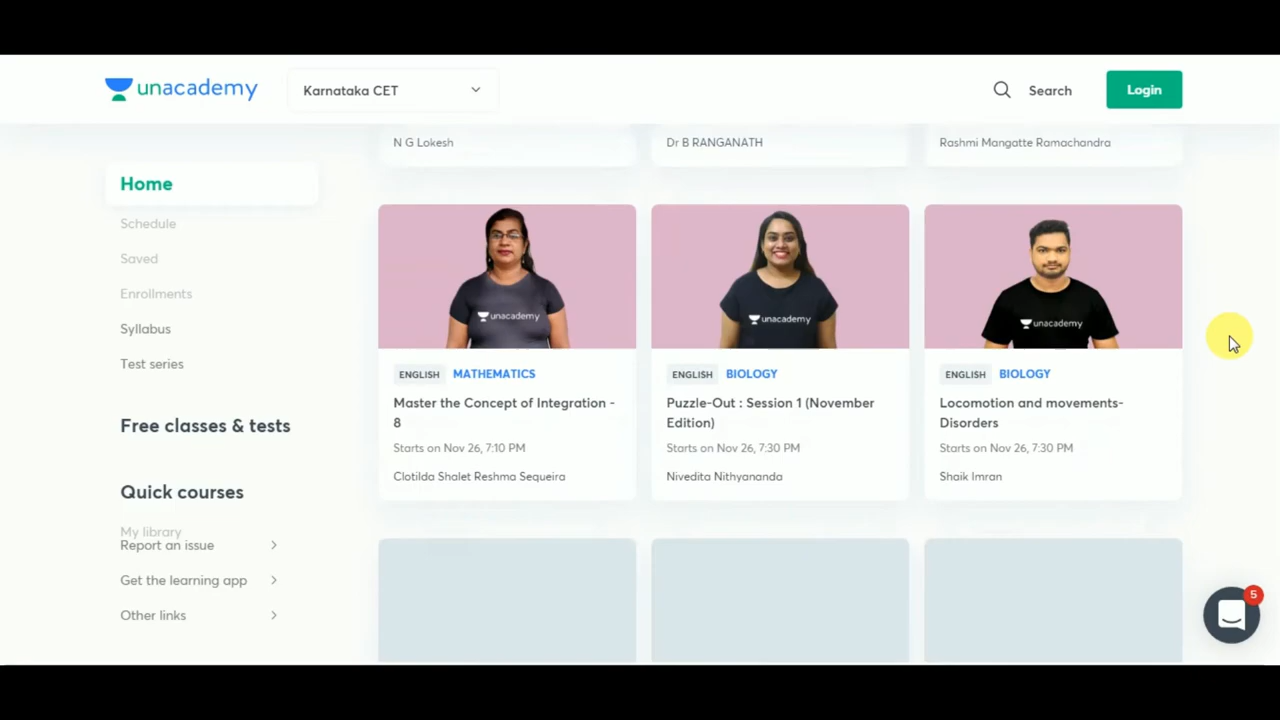 unacademy
Karnataka CET
Search
Login
N G Lokesh
Dr B RANGANATH
Rashmi Mangatte Ramachandra
Home
Schedule
Saved
Enrollments
Syllabus
Test series
Free classes & tests
Quick courses
My library
Report an issue
Get the learning app
Other links
unacademy
ENGLISH MATHEMATICS
Master the Concept of Integration -
8
Starts on Nov 26, 7:10 PM
Clotilda Shalet Reshma Sequeira
unacademy
ENGLISH BIOLOGY
Puzzle-Out : Session 1 (November
Edition)
Starts on Nov 26, 7:30 PM
Nivedita Nithyananda
unacademy
ENGLISH BIOLOGY
Locomotion and movements-
Disorders
Starts on Nov 26, 7:30 PM
Shaik Imran
5